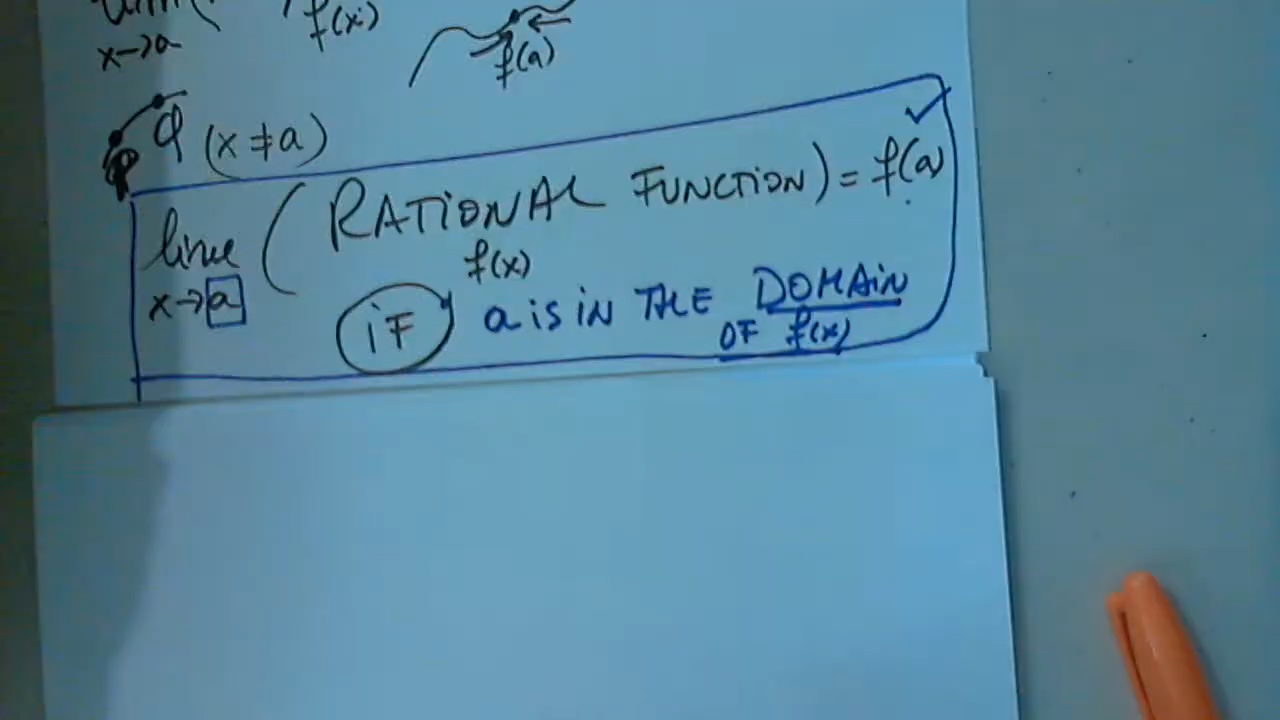 f(x)
x→a
f(a)
(x ≠ a)
lim ( RATIONAL FUNCTION ) = f(a)
x→a
f(x)
IF a is IN THE DOMAIN
OF f(x)